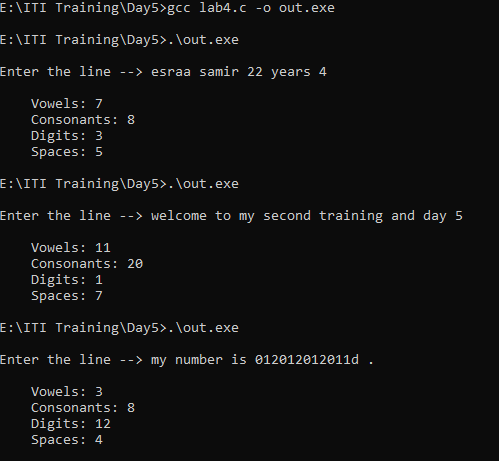 E:\ITI Training\Day5>gcc lab4.c -o out.exe
E:\ITI Training\Day5>.\out.exe
Enter the line --> esraa samir 22 years 4
Vowels: 7
Consonants: 8
Digits: 3
Spaces: 5
E:\ITI Training\Day5>.\out.exe
Enter the line --> welcome to my second training and day 5
Vowels: 11
Consonants: 20
Digits: 1
Spaces: 7
E:\ITI Training\Day5>.\out.exe
Enter the line --> my number is 012012012011d .
Vowels: 3
Consonants: 8
Digits: 12
Spaces: 4